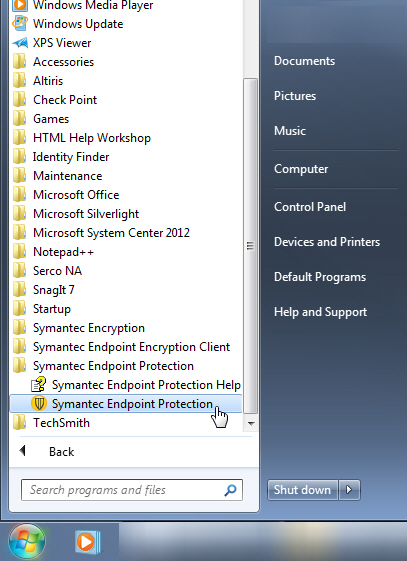 Windows Media Player
Windows Update
XPS Viewer
Accessories
Altiris
Check Point
Games
HTML Help Workshop
Identity Finder
Maintenance
Microsoft Office
Microsoft Silverlight
Microsoft System Center 2012
Notepad++
Serco NA
SnagIt 7
Startup
Symantec Encryption
Symantec Endpoint Encryption Client
Symantec Endpoint Protection
Symantec Endpoint Protection Help
Symantec Endpoint Protection
TechSmith
Back
Search programs and files
Documents
Pictures
Music
Computer
Control Panel
Devices and Printers
Default Programs
Help and Support
Shut down